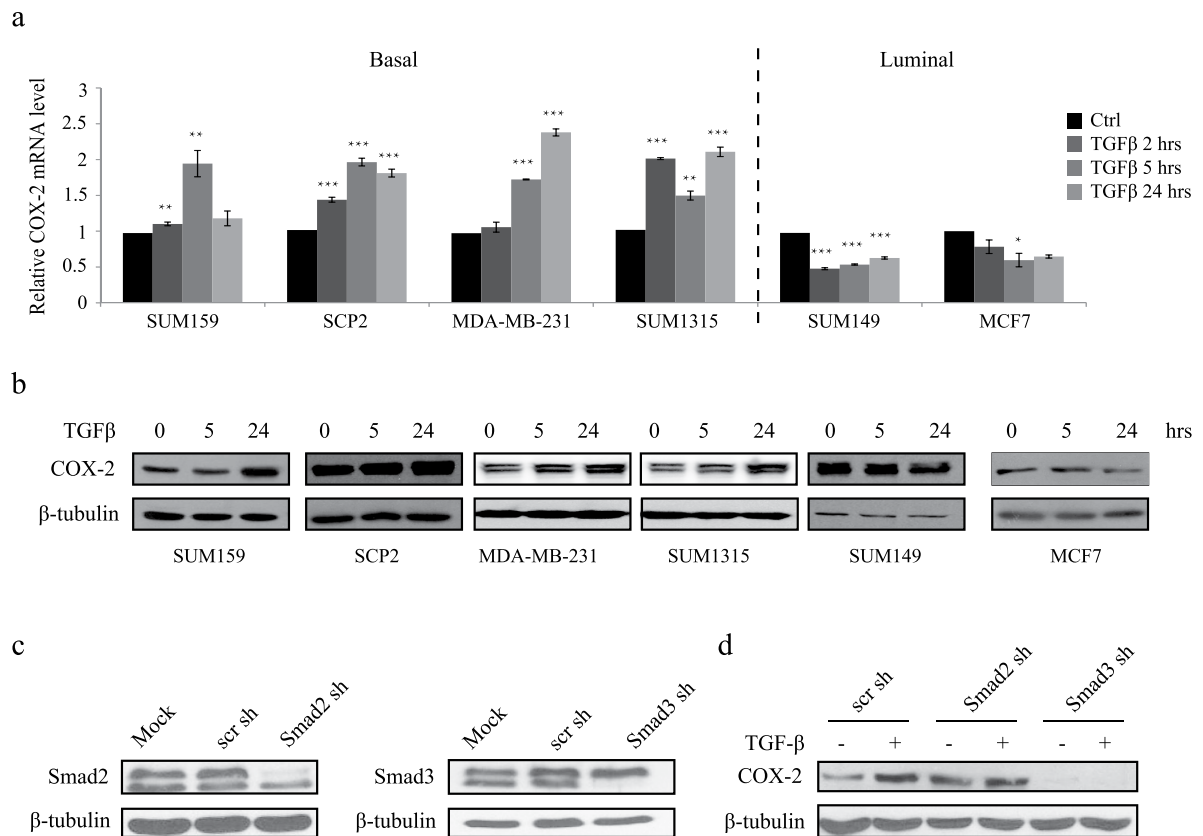 a
Basal
Luminal
Relative COX-2 mRNA level
3
2.5
2
1.5
1
0.5
0
** **
*** *** ***
*** ***
*** ** ***
*** *** ***
*
Ctrl
TGFβ 2 hrs
TGFβ 5 hrs
TGFβ 24 hrs
SUM159 SCP2 MDA-MB-231 SUM1315 SUM149 MCF7
b
TGFβ 0 5 24 0 5 24 0 5 24 0 5 24 0 5 24 0 5 24 hrs
COX-2
β-tubulin
SUM159 SCP2 MDA-MB-231 SUM1315 SUM149 MCF7
c
Mock scr sh Smad2 sh
Smad2
β-tubulin
Mock scr sh Smad3 sh
Smad3
β-tubulin
d
scr sh Smad2 sh Smad3 sh
TGF-β - + - + - +
COX-2
β-tubulin